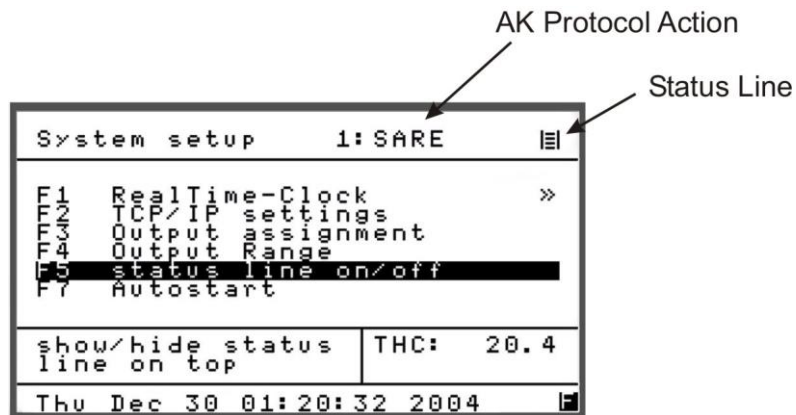 AK Protocol Action
Status Line
System setup 1:SARE
F1 RealTime-Clock »
F2 TCP/IP settings
F3 Output assignment
F4 Output Range
F5 status line on/off
F7 Autostart
show/hide status
line on top
THC: 20.4
Thu Dec 30 01:20:32 2004 F